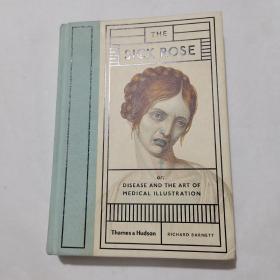 THE
SICK ROSE
or;
DISEASE AND THE ART OF
MEDICAL ILLUSTRATION
Thames & Hudson
RICHARD BARNETT